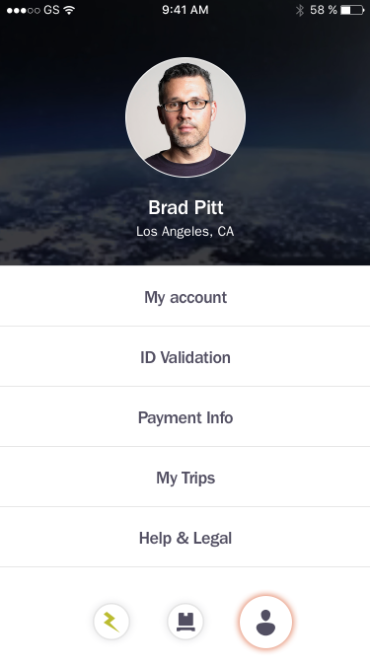 GS 9:41 AM 58 %
Brad Pitt
Los Angeles, CA
My account
ID Validation
Payment Info
My Trips
Help & Legal